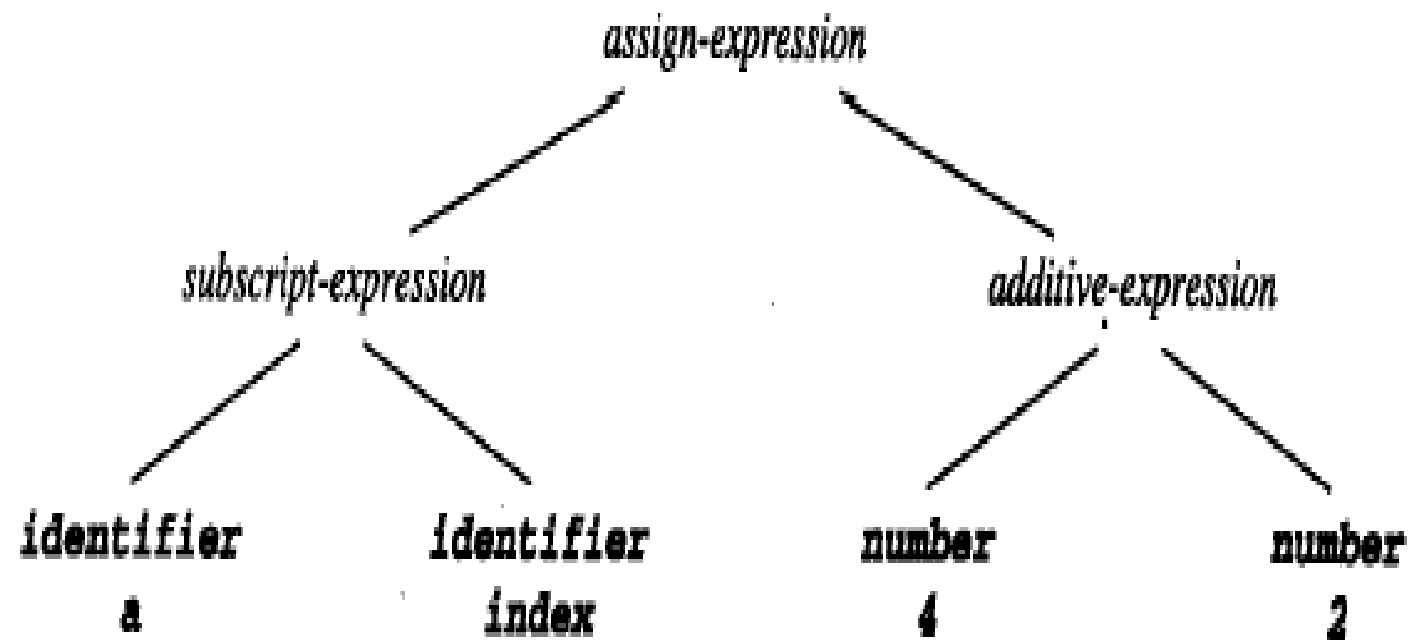 assign-expression
subscript-expression additive-expression
identifier identifier number number
a index 4 2